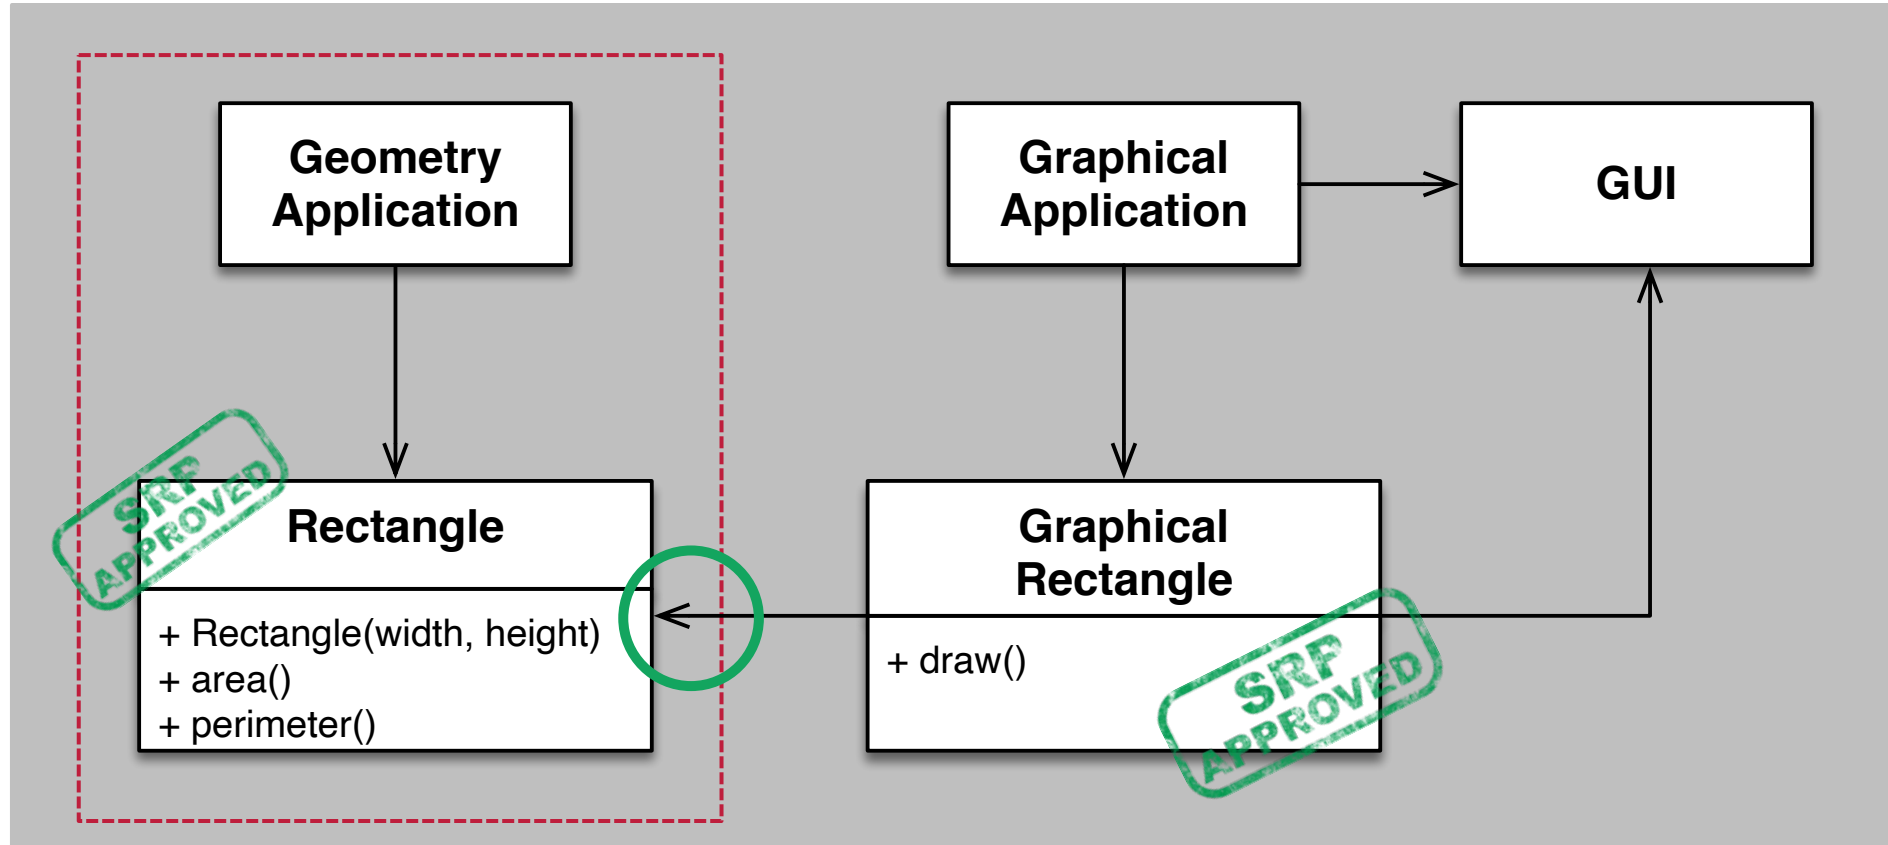 Geometry
Application
Graphical
Application
GUI
SRP
APPROVED
Rectangle
+ Rectangle(width, height)
+ area()
+ perimeter()
Graphical
Rectangle
+ draw()
SRP
APPROVED